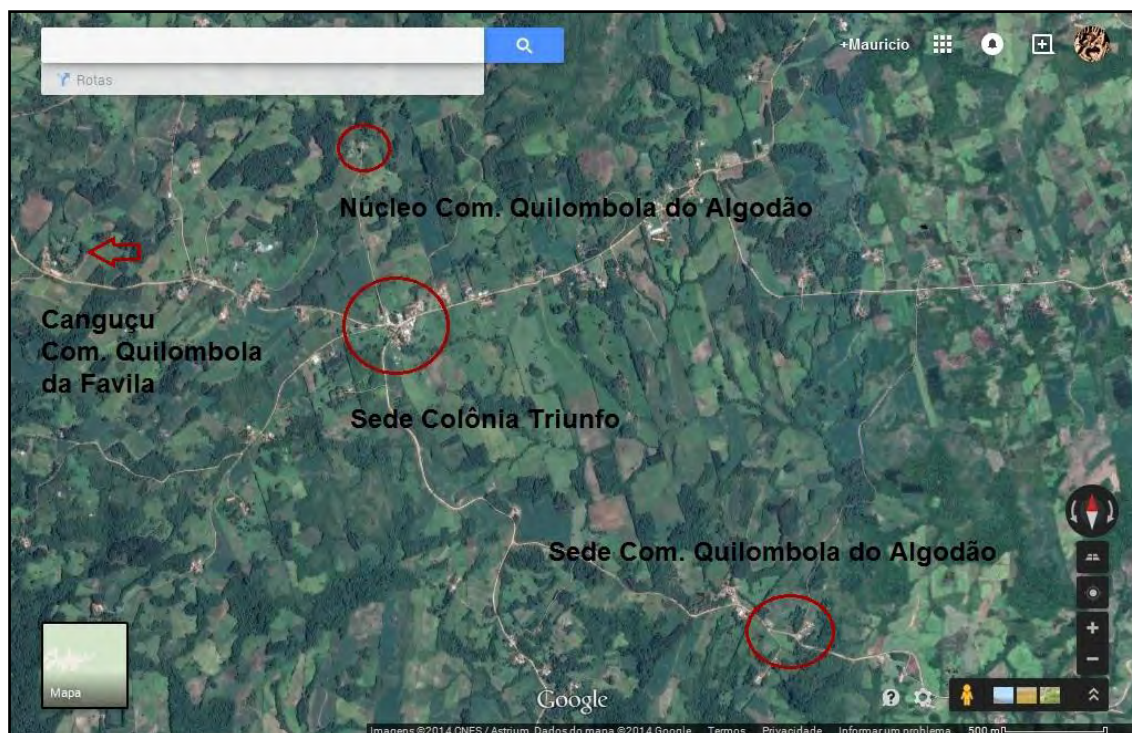 +Mauricio
Rotas
Núcleo Com. Quilombola do Algodão
Canguçu
Com. Quilombola
da Favila
Sede Colônia Triunfo
Sede Com. Quilombola do Algodão
Mapa
Google
Imagens ©2014 CNES / Astrium, Dados do mapa ©2014 Google Termos Privacidade Informar um problema 500 m